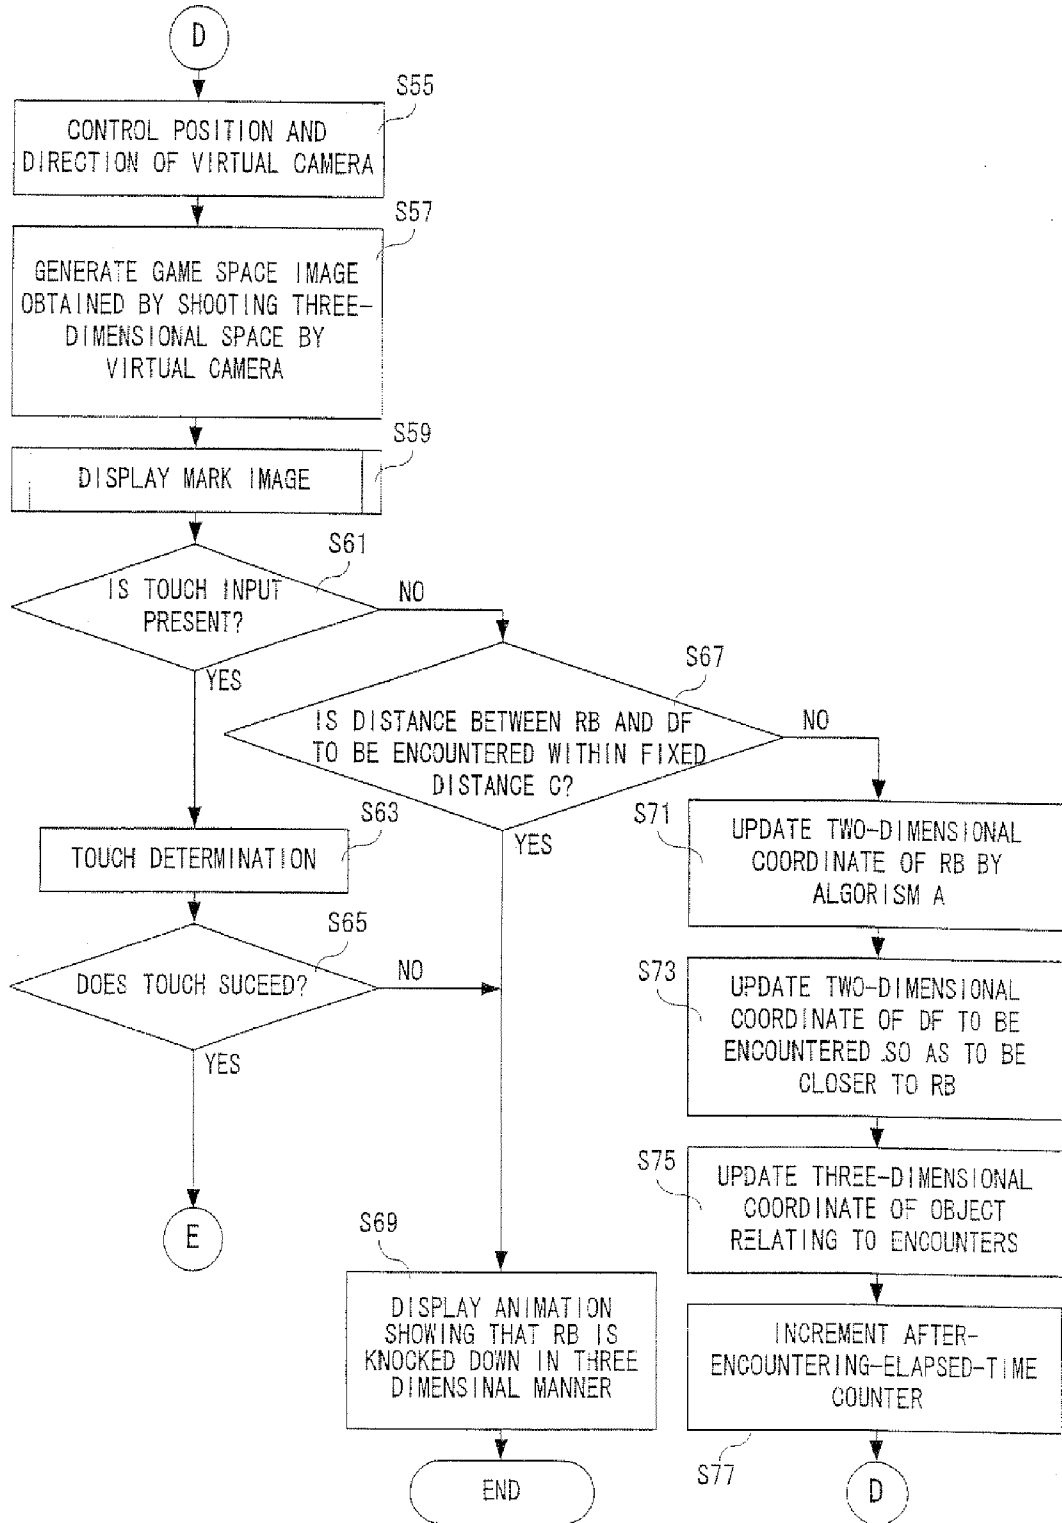 D
S55
CONTROL POSITION AND
DIRECTION OF VIRTUAL CAMERA
S57
GENERATE GAME SPACE IMAGE
OBTAINED BY SHOOTING THREE-
DIMENSIONAL SPACE BY
VIRTUAL CAMERA
S59
DISPLAY MARK IMAGE
S61
IS TOUCH INPUT
PRESENT?
NO
YES
S67
IS DISTANCE BETWEEN RB AND DF
TO BE ENCOUNTERED WITHIN FIXED
DISTANCE C?
NO
YES
S63
TOUCH DETERMINATION
S65
DOES TOUCH SUCEED?
NO
YES
E
S69
DISPLAY ANIMATION
SHOWING THAT RB IS
KNOCKED DOWN IN THREE
DIMENSINAL MANNER
END
S71
UPDATE TWO-DIMENSIONAL
COORDINATE OF RB BY
ALGORISM A
S73
UPDATE TWO-DIMENSIONAL
COORDINATE OF DF TO BE
ENCOUNTERED SO AS TO BE
CLOSER TO RB
S75
UPDATE THREE-DIMENSIONAL
COORDINATE OF OBJECT
RELATING TO ENCOUNTERS
INCREMENT AFTER-
ENCOUNTERING-ELAPSED-TIME
COUNTER
S77
D